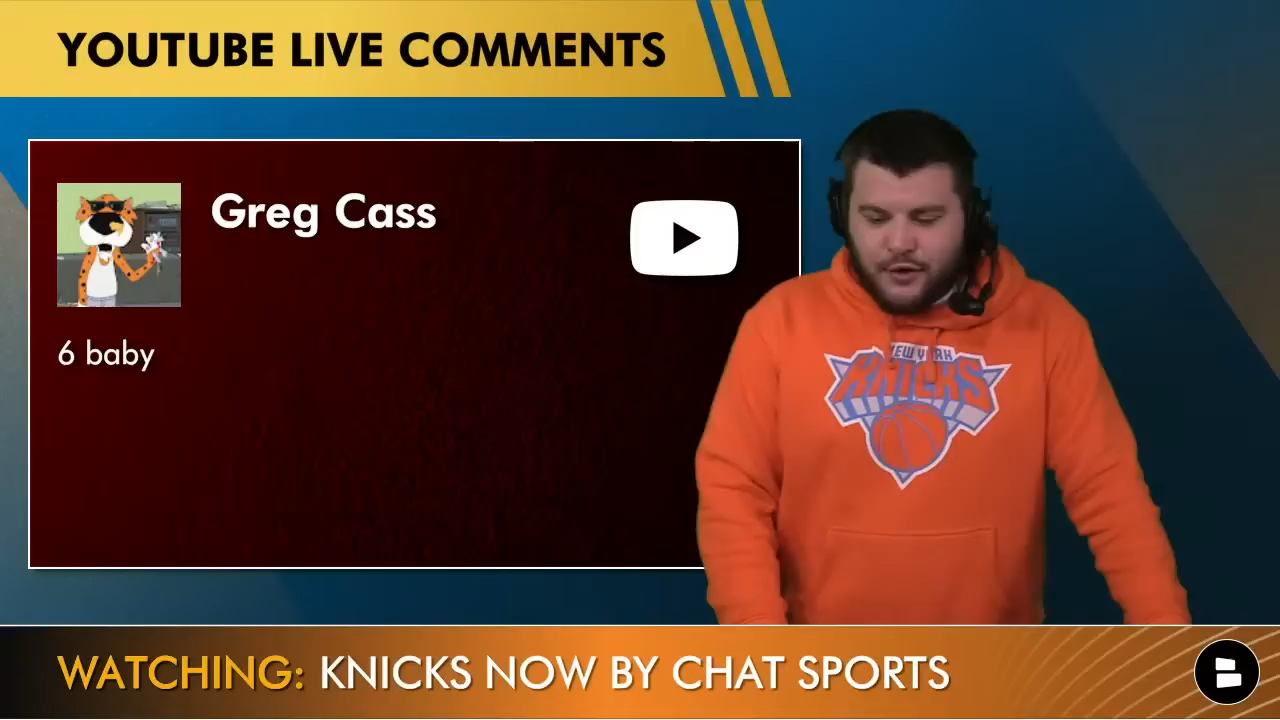 YOUTUBE LIVE COMMENTS
Greg Cass
6 baby
NEW YORK
KNICKS
WATCHING: KNICKS NOW BY CHAT SPORTS